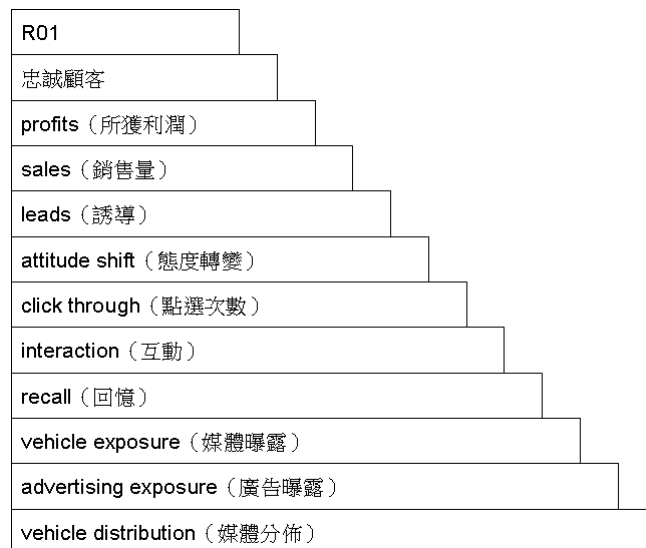 R01
忠誠顧客
profits（所獲利潤）
sales（銷售量）
leads（誘導）
attitude shift（態度轉變）
click through（點選次數）
interaction（互動）
recall（回憶）
vehicle exposure（媒體曝露）
advertising exposure（廣告曝露）
vehicle distribution（媒體分佈）